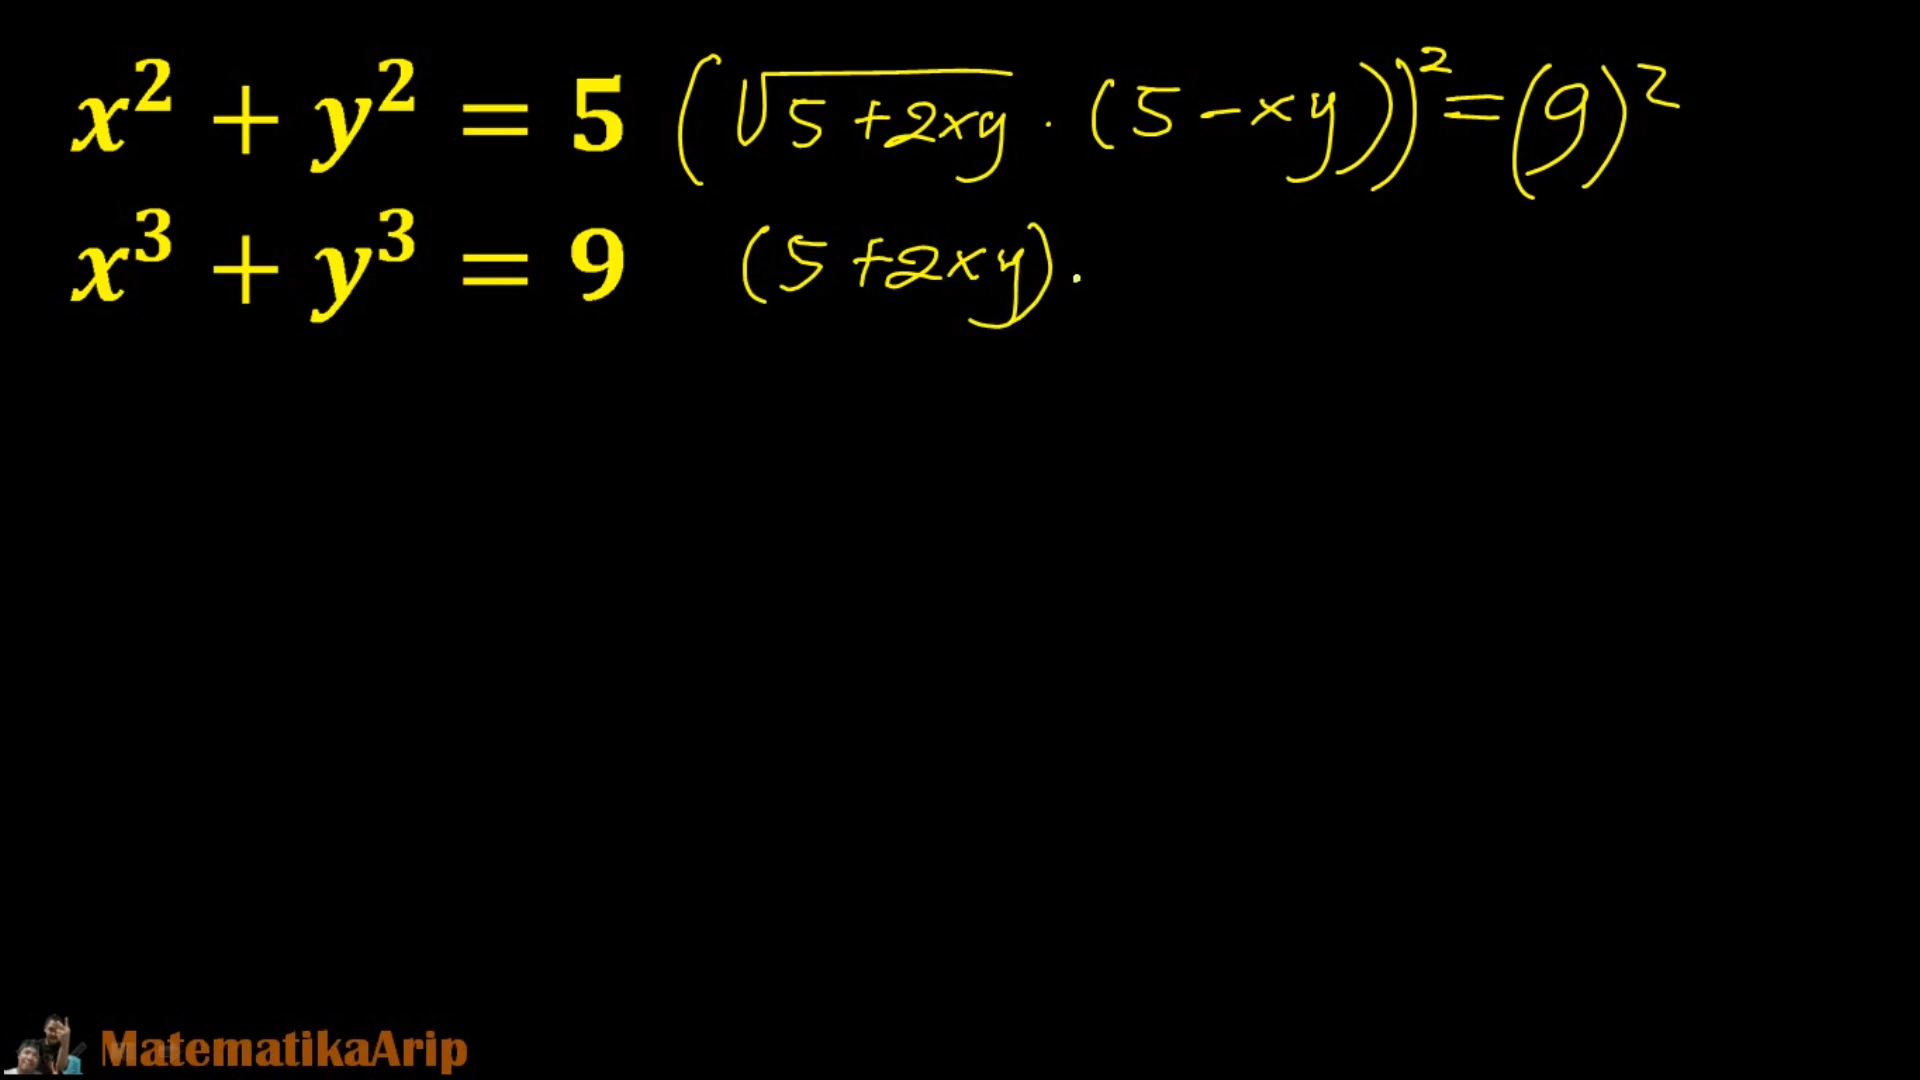 x² + y² = 5 (√5+2xy · (5-xy))² = (9)²
x³ + y³ = 9 (5+2xy) ·
MatematikaArip